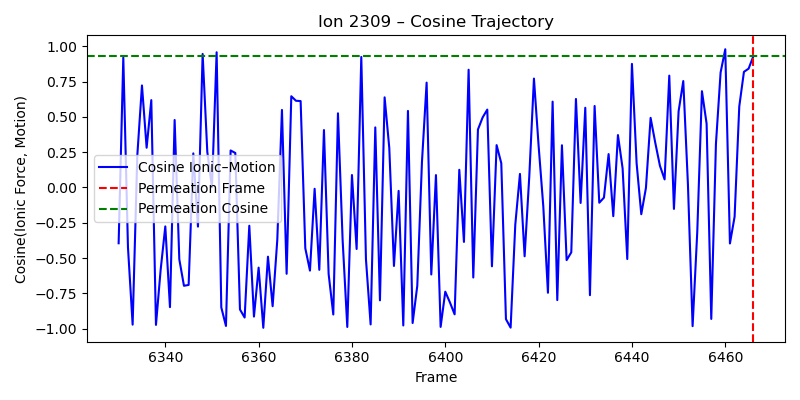 Ion 2309 – Cosine Trajectory
Cosine(Ionic Force, Motion)
1.00
0.75
0.50
0.25
0.00
−0.25
−0.50
−0.75
−1.00
Cosine Ionic–Motion
Permeation Frame
Permeation Cosine
6340
6360
6380
6400
6420
6440
6460
Frame